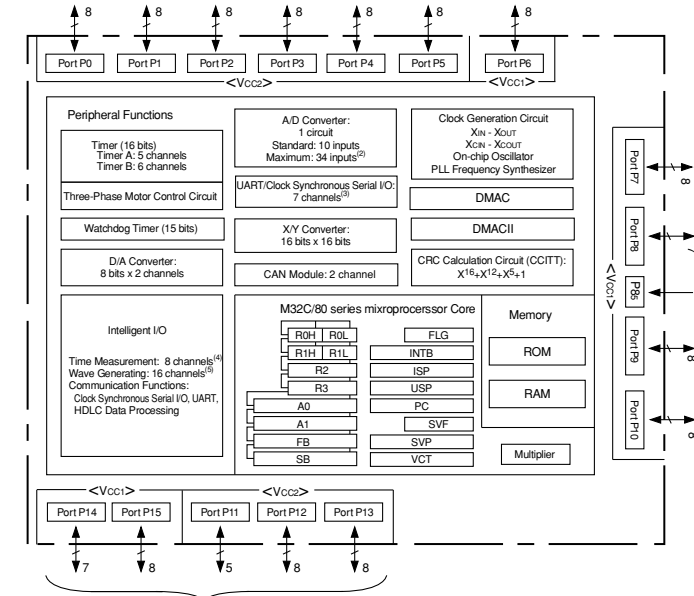 8 8 8 8 8 8 8
Port P0 Port P1 Port P2 Port P3 Port P4 Port P5 Port P6
<VCC2> <VCC1>
Peripheral Functions
Timer (16 bits)
Timer A: 5 channels
Timer B: 6 channels
Three-Phase Motor Control Circuit
Watchdog Timer (15 bits)
D/A Converter:
8 bits x 2 channels
Intelligent I/O
Time Measurement: 8 channels(4)
Wave Generating: 16 channels(5)
Communication Functions:
Clock Synchronous Serial I/O, UART,
HDLC Data Processing
A/D Converter:
1 circuit
Standard: 10 inputs
Maximum: 34 inputs(2)
UART/Clock Synchronous Serial I/O:
7 channels(3)
X/Y Converter:
16 bits x 16 bits
CAN Module: 2 channel
Clock Generation Circuit
XIN - XOUT
XCIN - XCOUT
On-chip Oscillator
PLL Frequency Synthesizer
DMAC
DMACII
CRC Calculation Circuit (CCITT):
X16+X12+X5+1
M32C/80 series mixroprocerssor Core
R0H R0L
R1H R1L
R2
R3
A0
A1
FB
SB
FLG
INTB
ISP
USP
PC
SVF
SVP
VCT
Memory
ROM
RAM
Multiplier
<VCC1>
Port P7 8
Port P8 7
P85
Port P9 8
Port P10 8
<VCC1> <VCC2>
Port P14 Port P15 Port P11 Port P12 Port P13
7 8 5 8 8